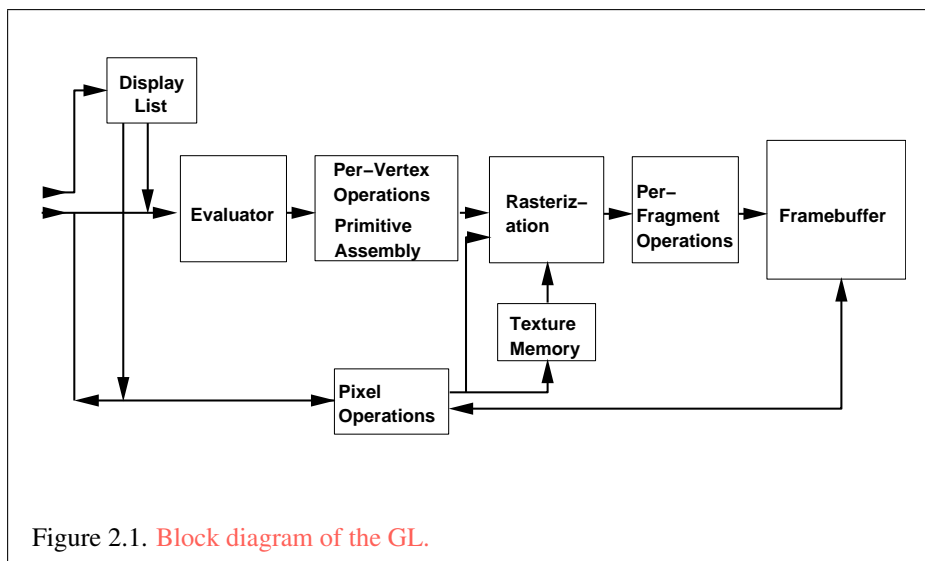 Display
List
Evaluator
Per−Vertex
Operations
Primitive
Assembly
Rasteriz−
ation
Per−
Fragment
Operations
Framebuffer
Texture
Memory
Pixel
Operations
Figure 2.1. Block diagram of the GL.